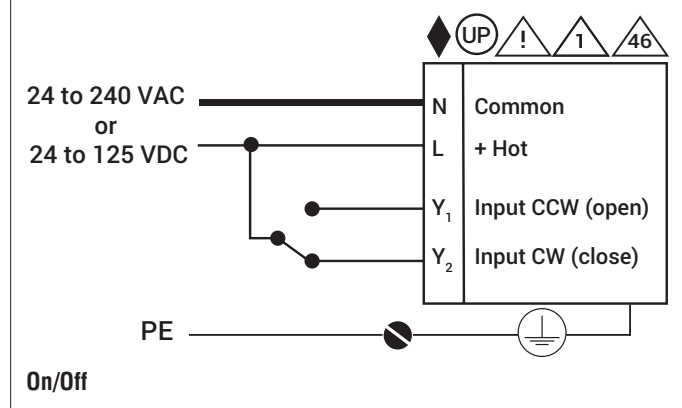 UP ! 1 46
24 to 240 VAC
or
24 to 125 VDC
N Common
L + Hot
Y1 Input CCW (open)
Y2 Input CW (close)
PE
On/Off